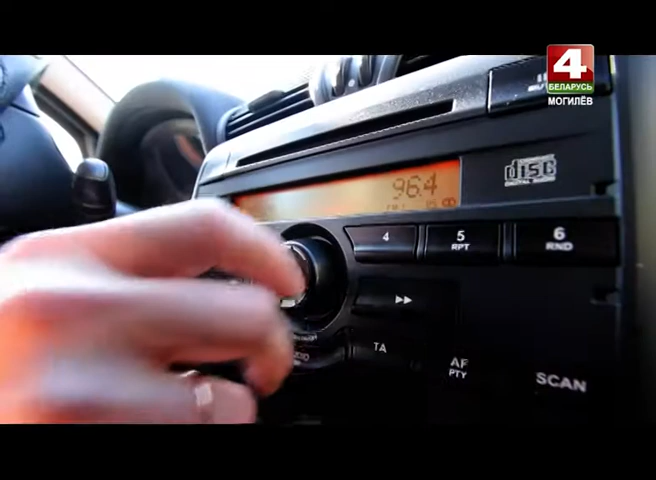 4
БЕЛАРУСЬ
МОГИЛЁВ
96.4
disc
DIGITAL AUDIO
4
5
RPT
6
RND
TA
AF
PTY
SCAN